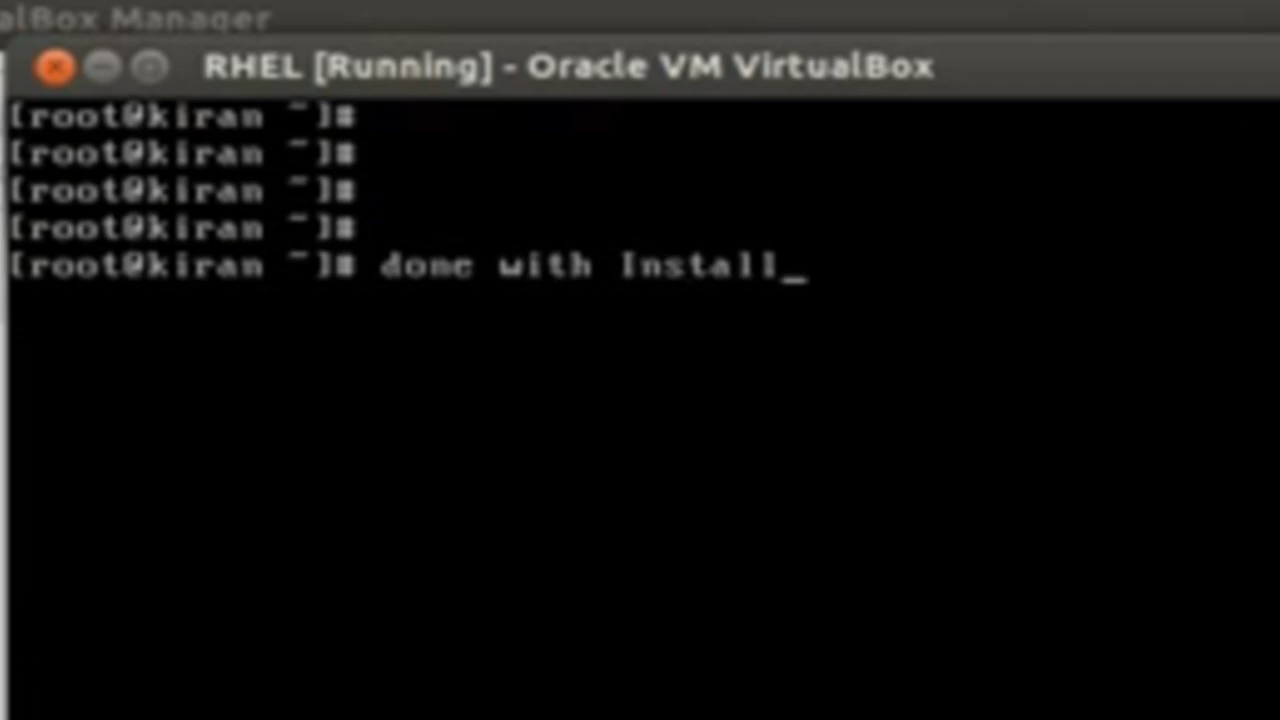 alBox Manager
RHEL [Running] - Oracle VM VirtualBox
[root@kiran ~]#
[root@kiran ~]#
[root@kiran ~]#
[root@kiran ~]#
[root@kiran ~]# done with Install_